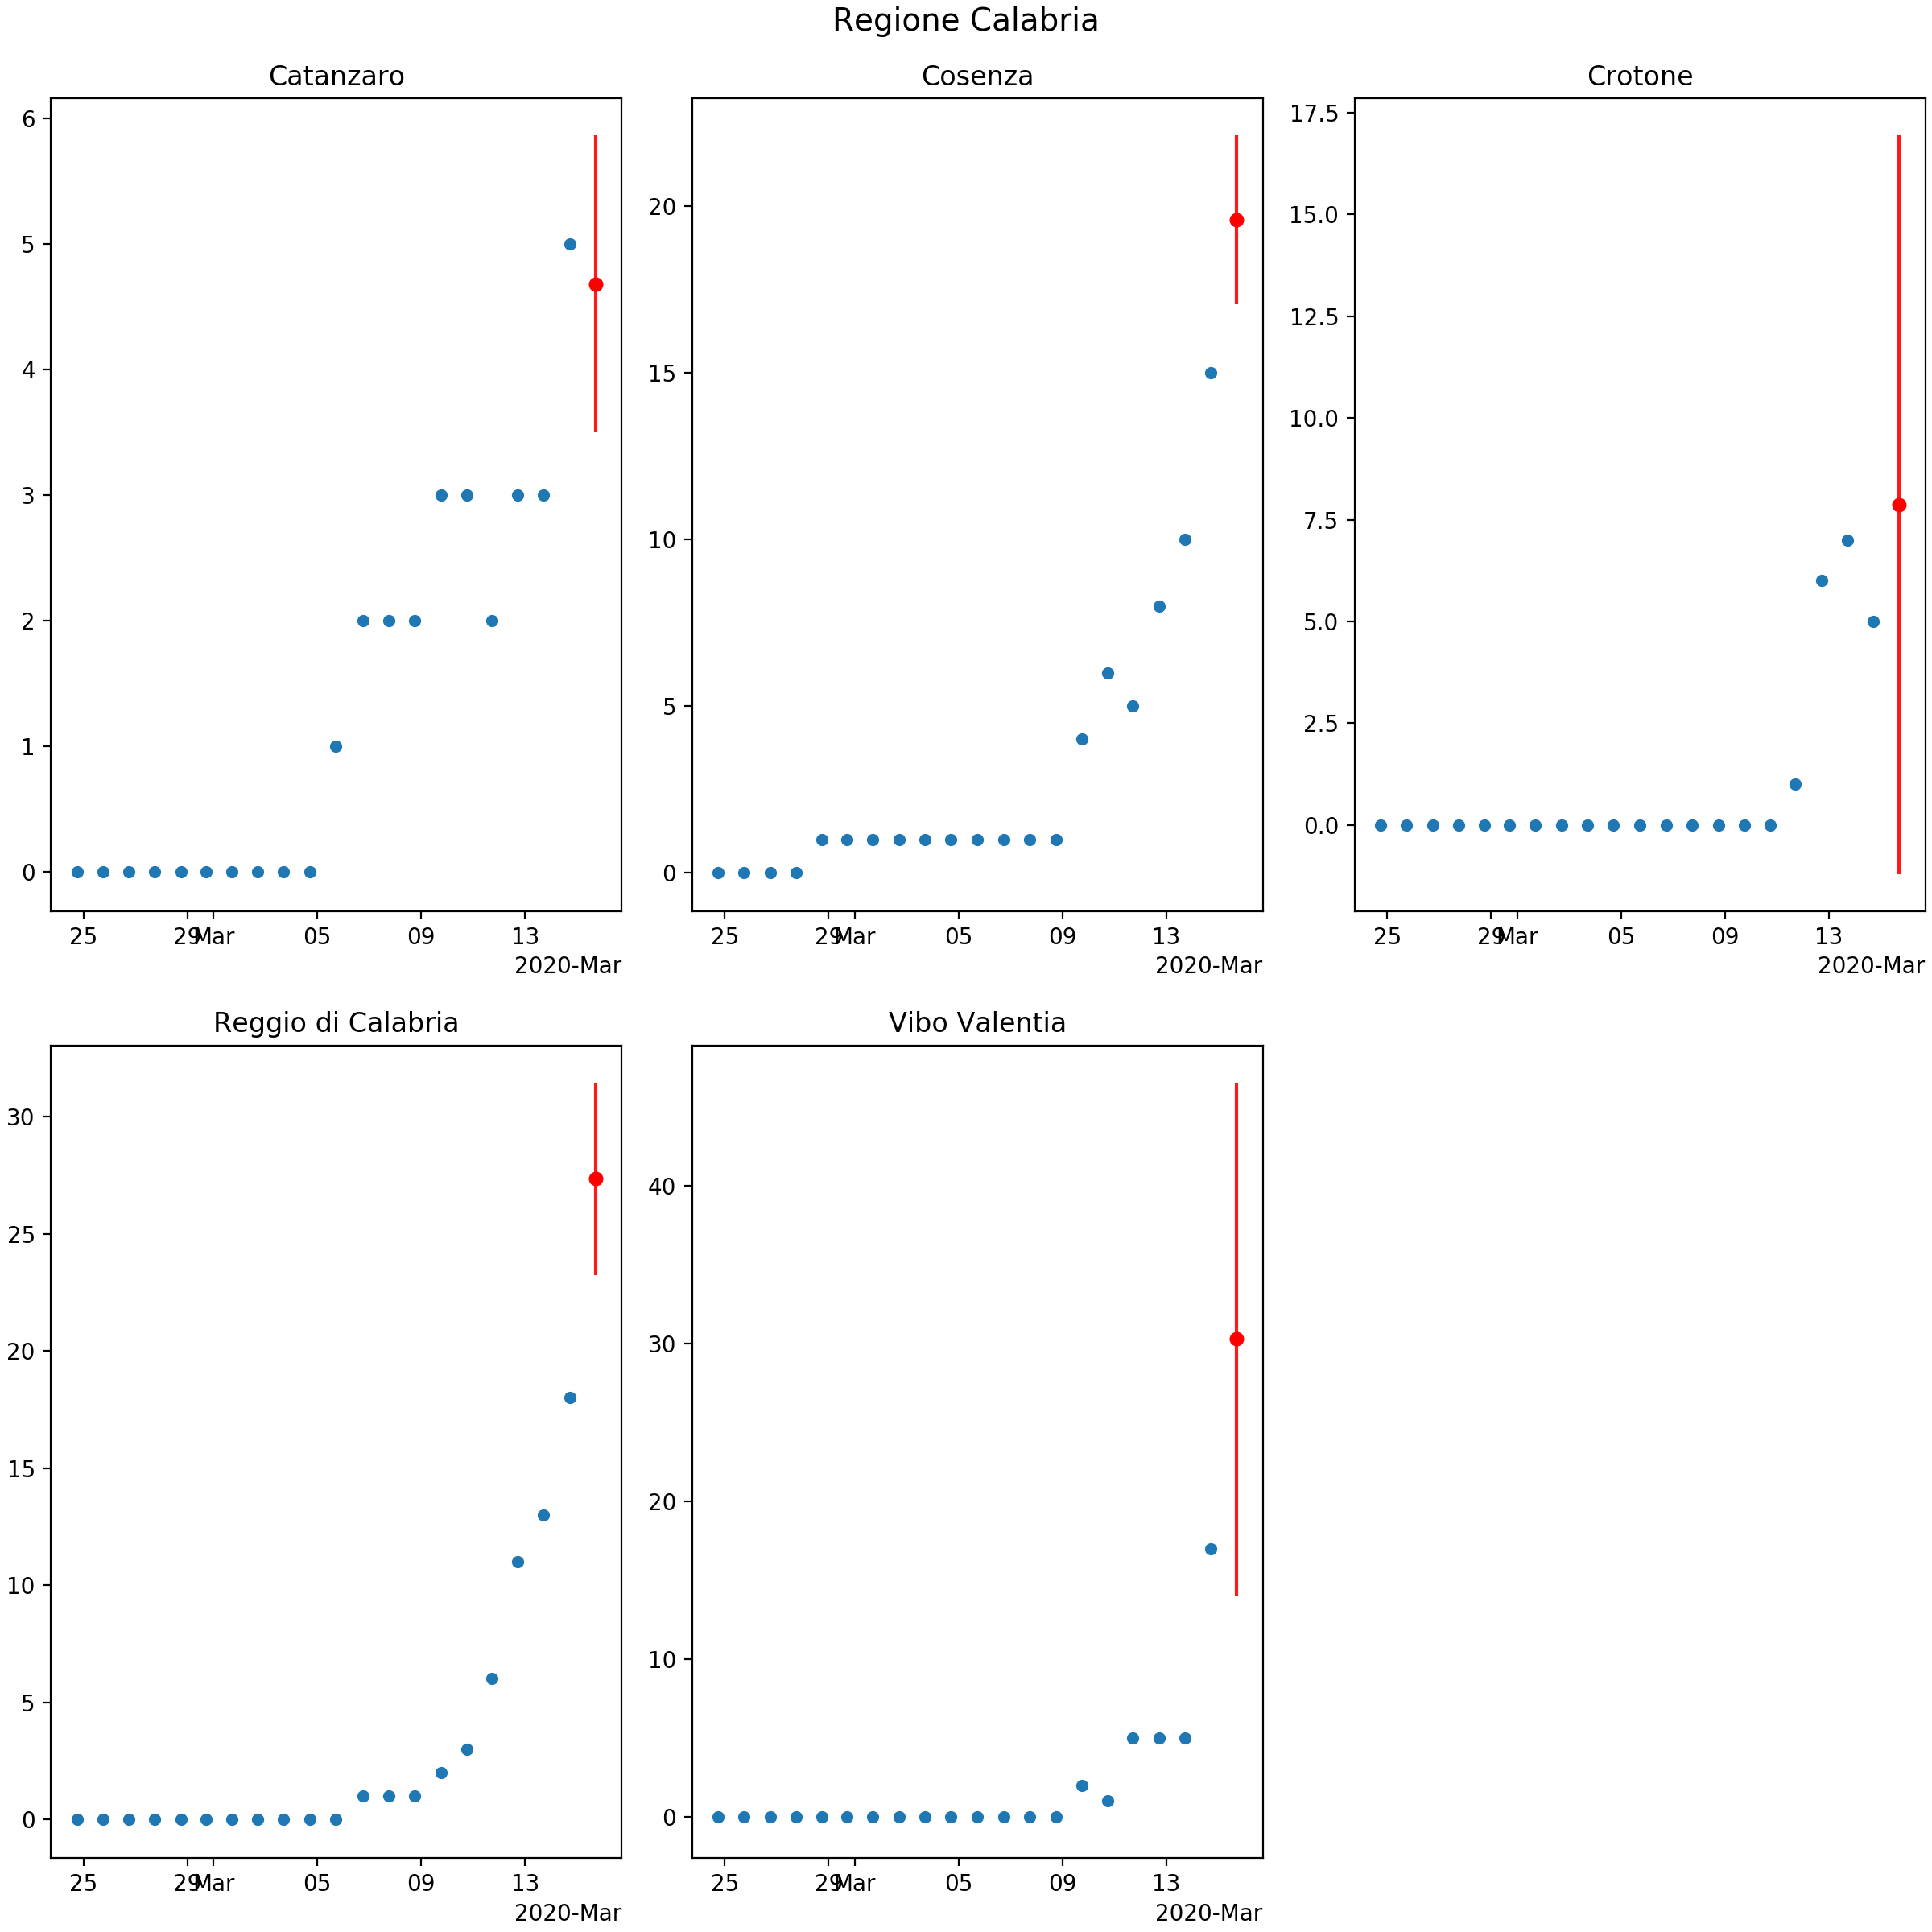 Regione Calabria
Catanzaro
6
5
4
3
2
1
0
25 29 Mar 05 09 13
2020-Mar
Cosenza
20
15
10
5
0
25 29 Mar 05 09 13
2020-Mar
Crotone
17.5
15.0
12.5
10.0
7.5
5.0
2.5
0.0
25 29 Mar 05 09 13
2020-Mar
Reggio di Calabria
30
25
20
15
10
5
0
25 29 Mar 05 09 13
2020-Mar
Vibo Valentia
40
30
20
10
0
25 29 Mar 05 09 13
2020-Mar